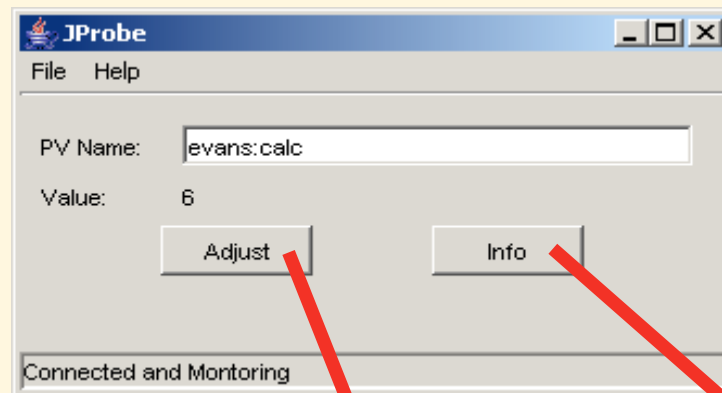 JProbe
File Help
PV Name: evans:calc
Value: 6
Adjust Info
Connected and Montoring